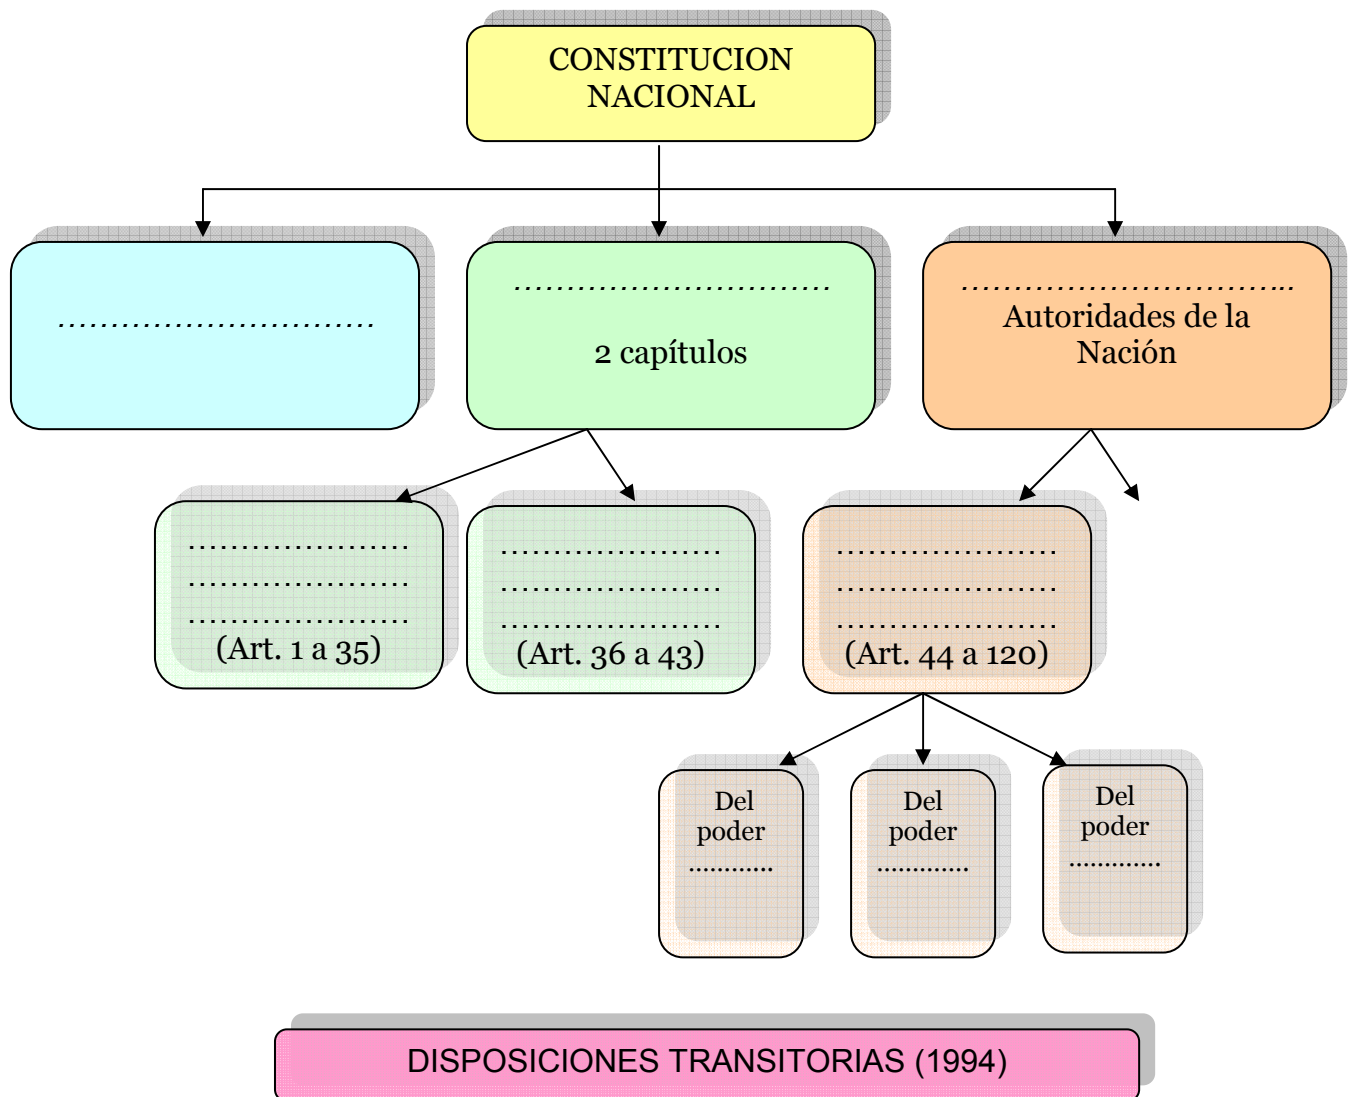 CONSTITUCION
NACIONAL
..............................
..............................
2 capítulos
..............................
Autoridades de la
Nación
.....................
.....................
.....................
(Art. 1 a 35)
.....................
.....................
.....................
(Art. 36 a 43)
.....................
.....................
.....................
(Art. 44 a 120)
Del
poder
............
Del
poder
.............
Del
poder
.............
DISPOSICIONES TRANSITORIAS (1994)